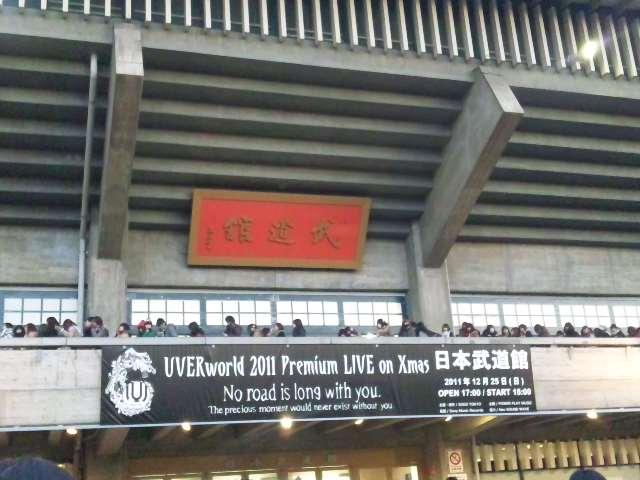 館道武
UVERworld 2011 Premium LIVE on Xmas 日本武道館
No road is long with you.
The precious moment would never exist without you
2011年12月25日(日)
OPEN 17:00 / START 18:00
U